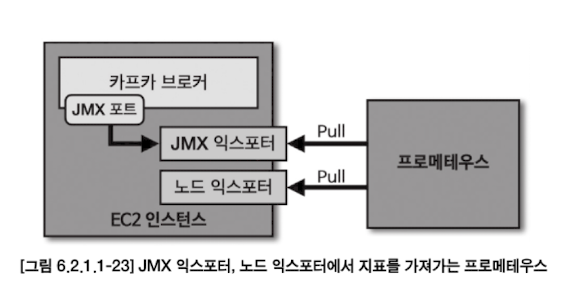 카프카 브로커
JMX 포트
JMX 익스포터
Pull
프로메테우스
노드 익스포터
Pull
EC2 인스턴스
[그림 6.2.1.1-23] JMX 익스포터, 노드 익스포터에서 지표를 가져가는 프로메테우스